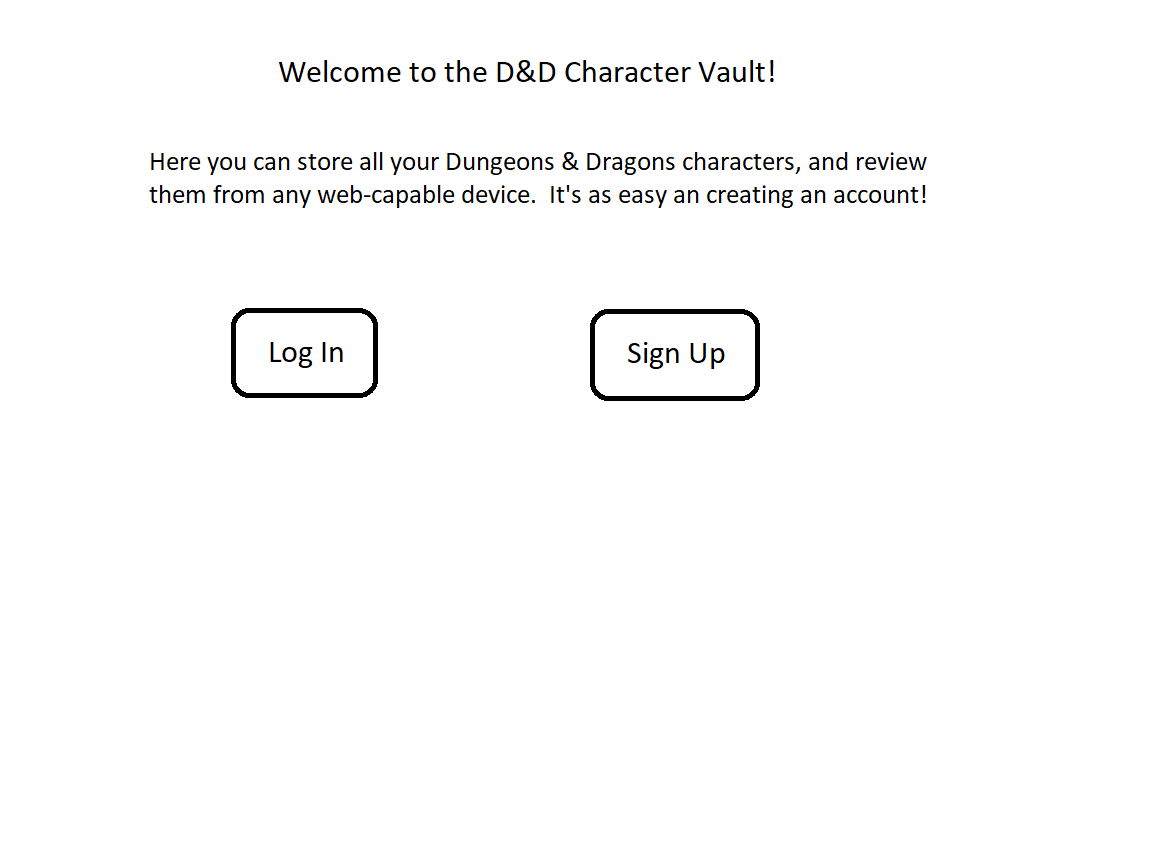 Welcome to the D&D Character Vault!
Here you can store all your Dungeons & Dragons characters, and review
them from any web-capable device.  It's as easy an creating an account!
Log In
Sign Up